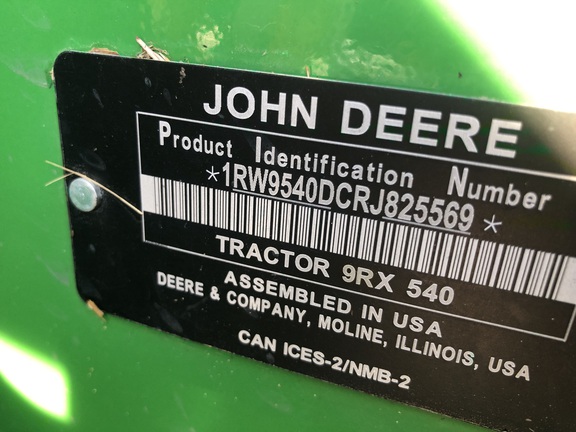 JOHN DEERE
Product Identification Number
*1RW9540DCRJ825569*
TRACTOR 9RX 540
ASSEMBLED IN USA
DEERE & COMPANY, MOLINE, ILLINOIS, USA
CAN ICES-2/NMB-2